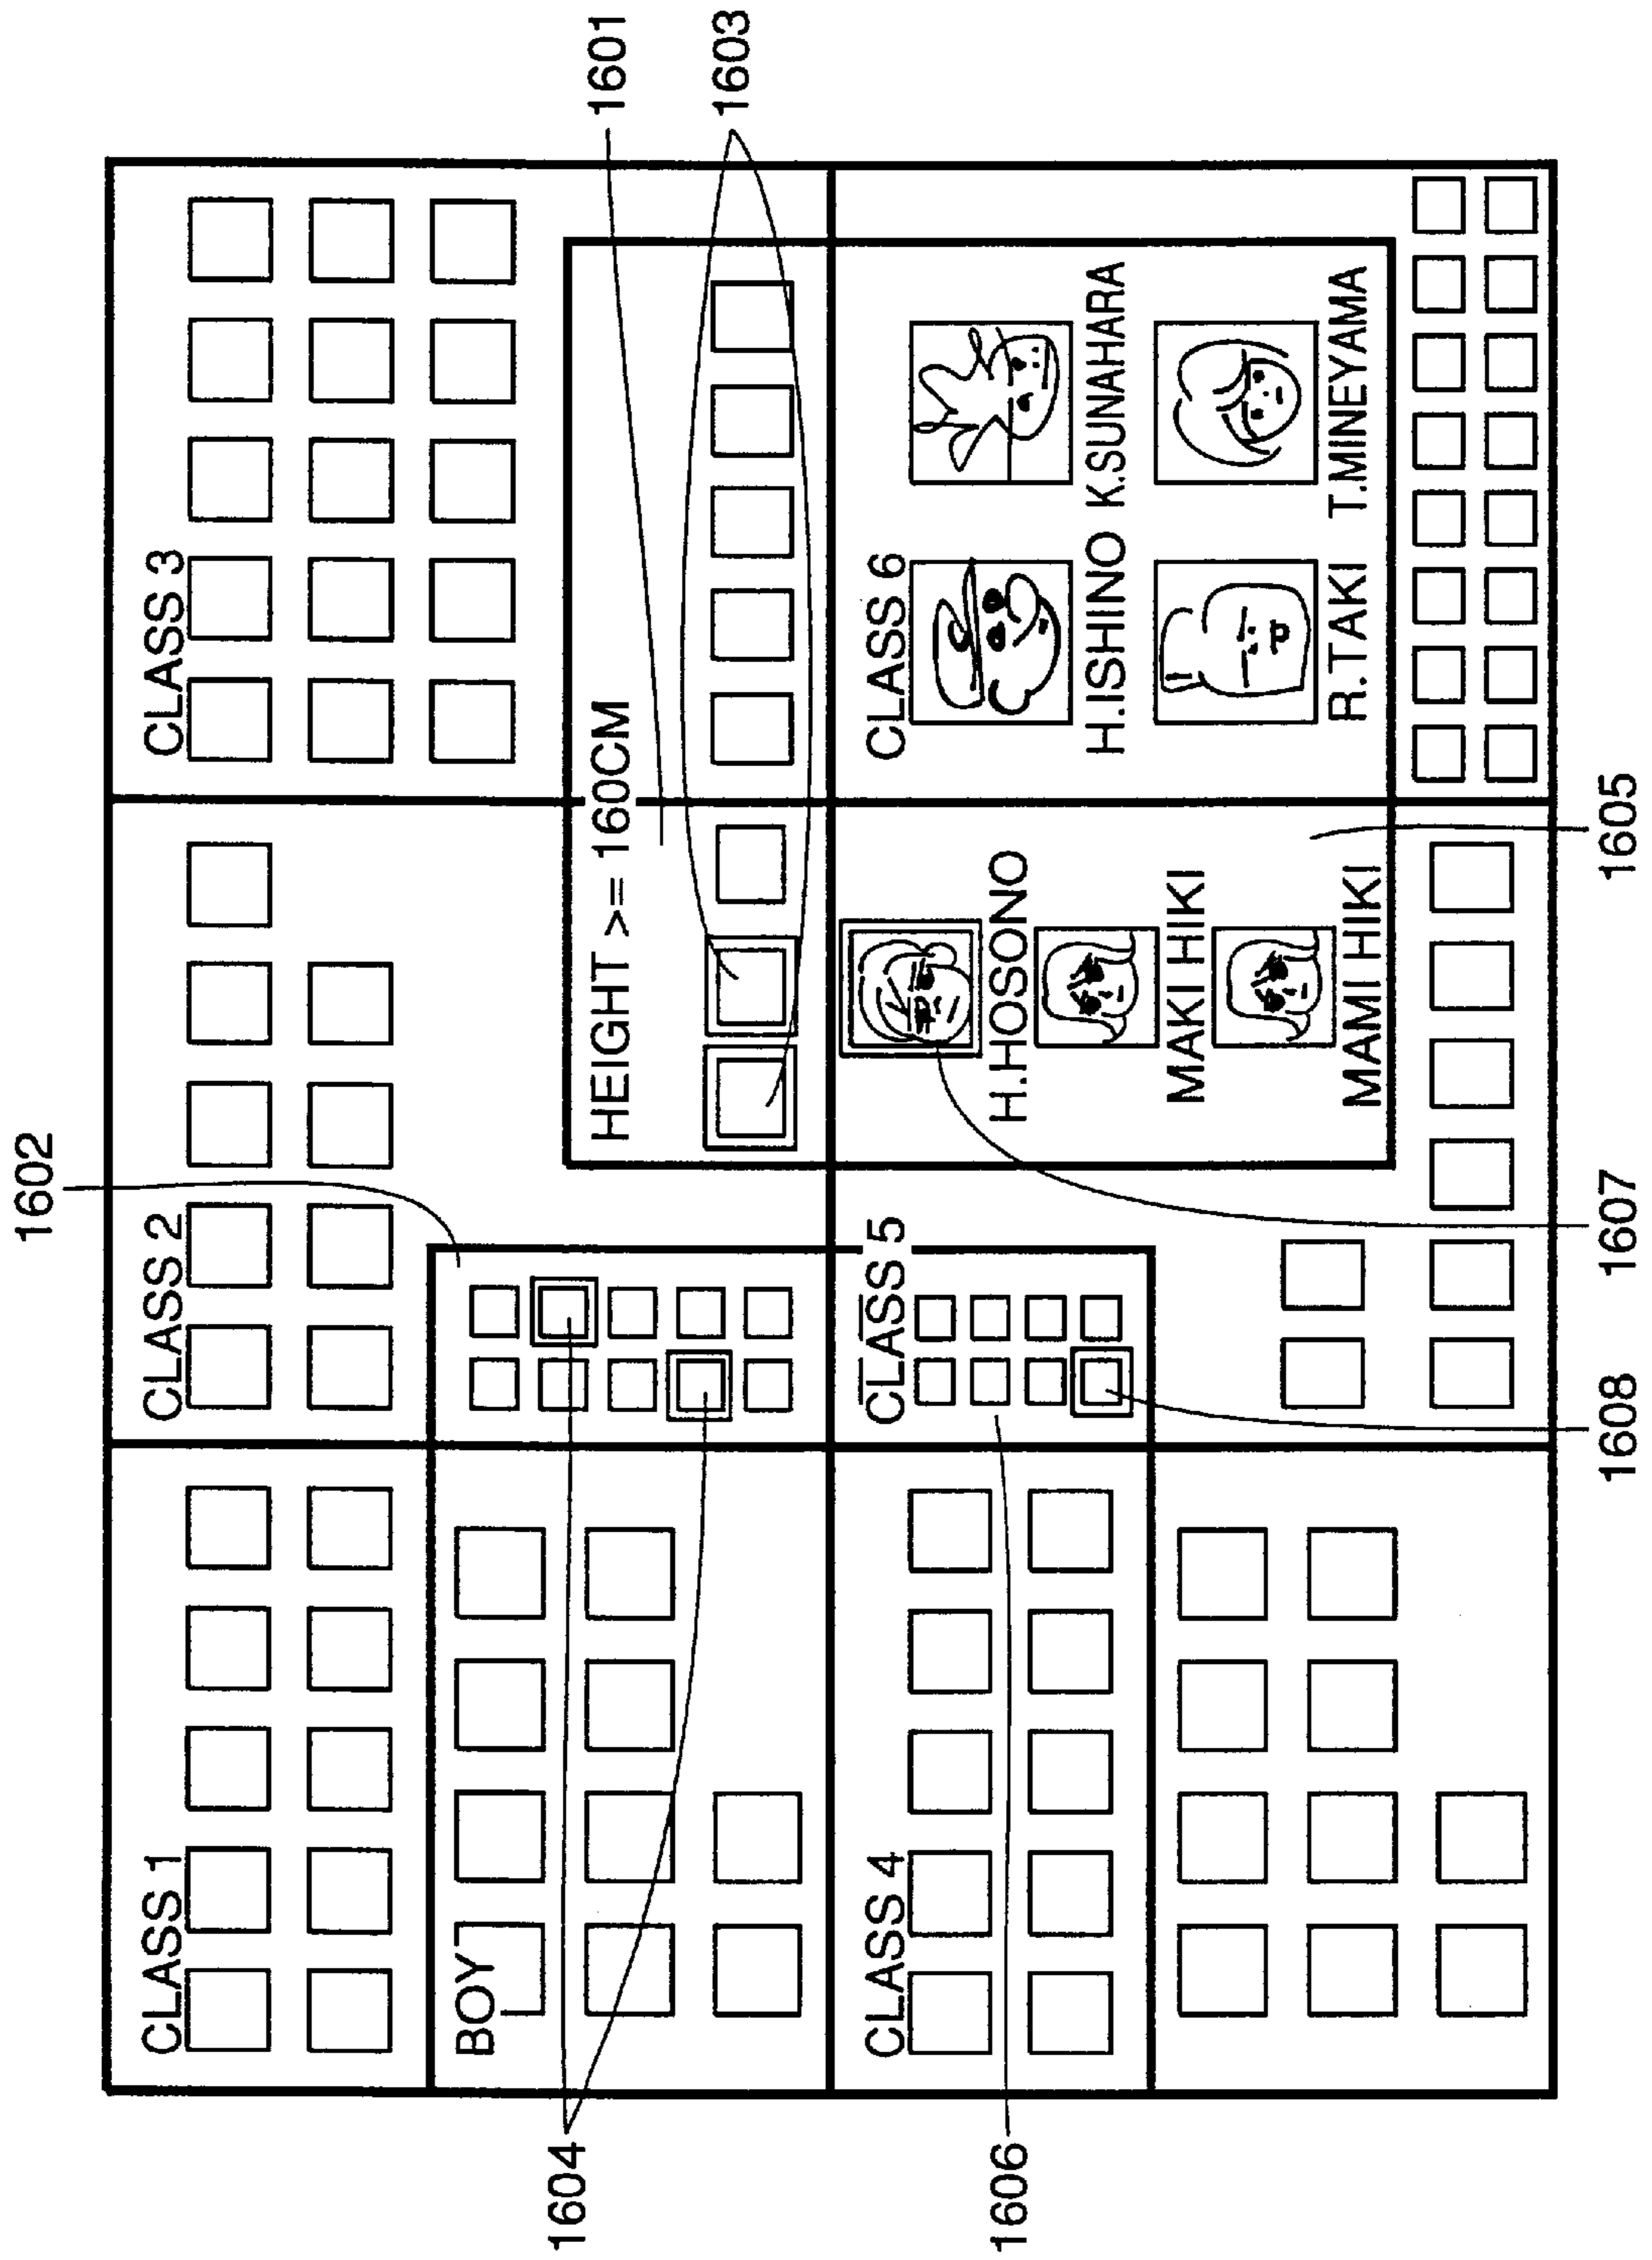 1602
1601
1603
CLASS 1
CLASS 2
CLASS 3
BOY
HEIGHT >= 160CM
1604
CLASS 4
CLASS 5
CLASS 6
H.HOSONO
H.ISHINO K.SUNAHARA
MAKI HIKI
MAMI HIKI
R.TAKI T.MINEYAMA
1606
1608
1607
1605